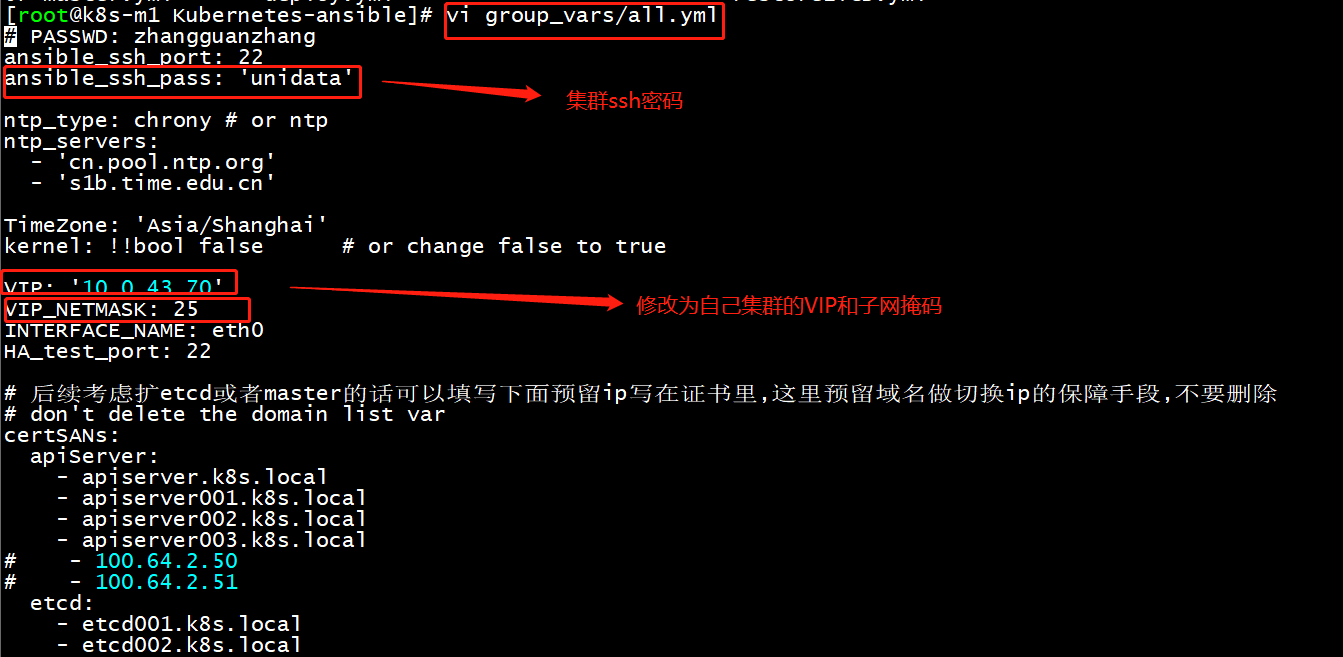 [root@k8s-m1 Kubernetes-ansible]# vi group_vars/all.yml
# PASSWD: zhangguanzhang
ansible_ssh_port: 22
ansible_ssh_pass: 'unidata'
集群ssh密码
ntp_type: chrony # or ntp
ntp_servers:
- 'cn.pool.ntp.org'
- 's1b.time.edu.cn'
TimeZone: 'Asia/Shanghai'
kernel: !!bool false # or change false to true
VIP: '10.0.43.70'
VIP_NETMASK: 25
修改为自己集群的VIP和子网掩码
INTERFACE_NAME: eth0
HA_test_port: 22
# 后续考虑扩etcd或者master的话可以填写下面预留ip写在证书里,这里预留域名做切换ip的保障手段,不要删除
# don't delete the domain list var
certSANs:
apiServer:
- apiserver.k8s.local
- apiserver001.k8s.local
- apiserver002.k8s.local
- apiserver003.k8s.local
# - 100.64.2.50
# - 100.64.2.51
etcd:
- etcd001.k8s.local
- etcd002.k8s.local